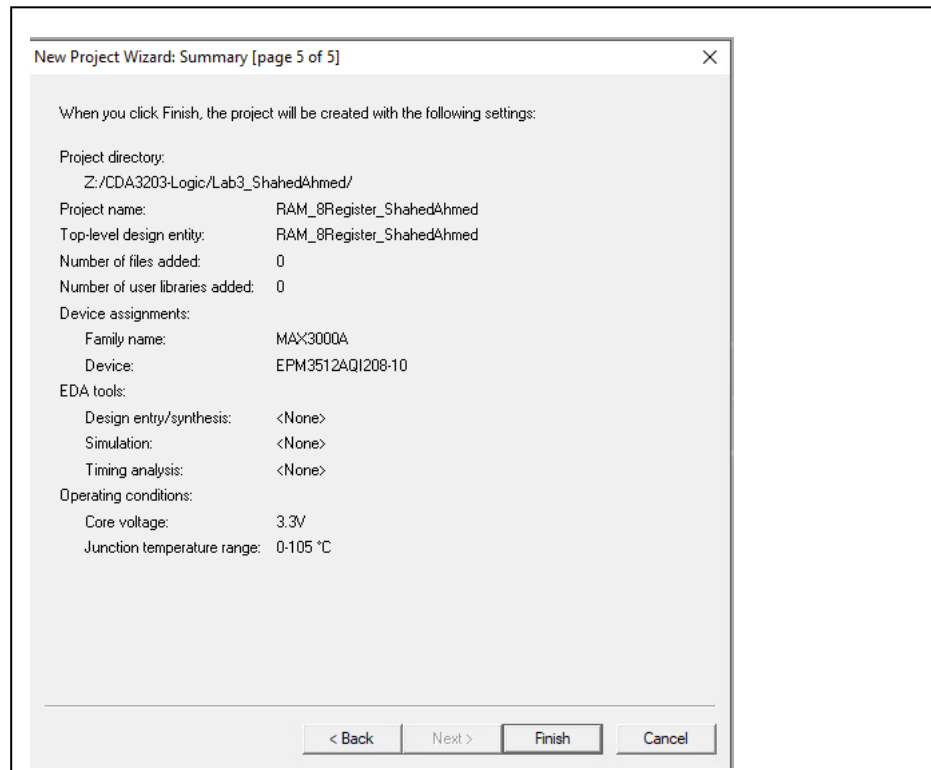 New Project Wizard: Summary [page 5 of 5]
When you click Finish, the project will be created with the following settings:
Project directory:
Z:/CDA3203-Logic/Lab3_ShahedAhmed/
Project name: RAM_8Register_ShahedAhmed
Top-level design entity: RAM_8Register_ShahedAhmed
Number of files added: 0
Number of user libraries added: 0
Device assignments:
Family name: MAX3000A
Device: EPM3512AQI208-10
EDA tools:
Design entry/synthesis: <None>
Simulation: <None>
Timing analysis: <None>
Operating conditions:
Core voltage: 3.3V
Junction temperature range: 0-105 °C
< Back Next > Finish Cancel